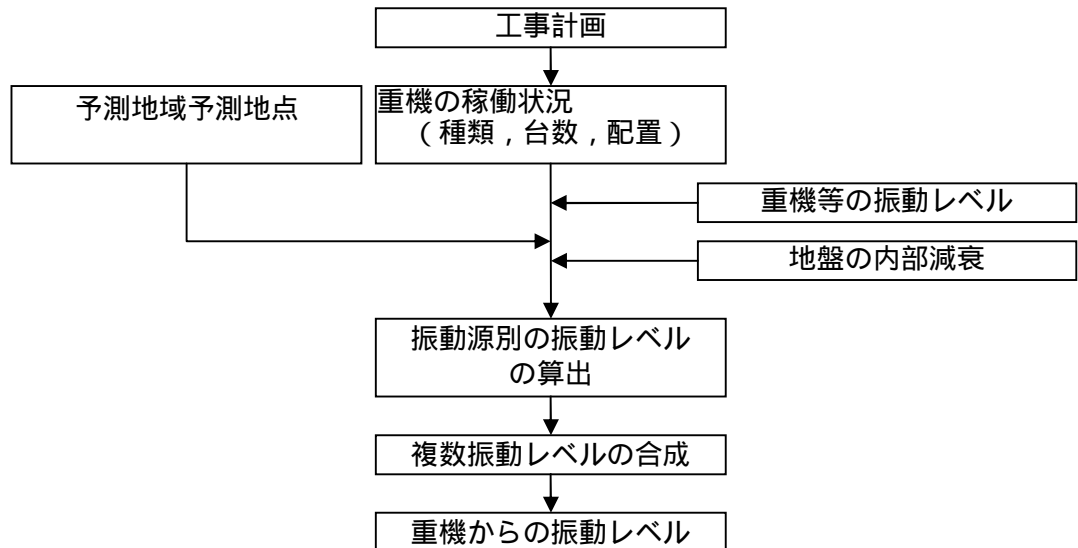 工事計画
予測地域予測地点
重機の稼働状況
（種類，台数，配置）
重機等の振動レベル
地盤の内部減衰
振動源別の振動レベル
の算出
複数振動レベルの合成
重機からの振動レベル